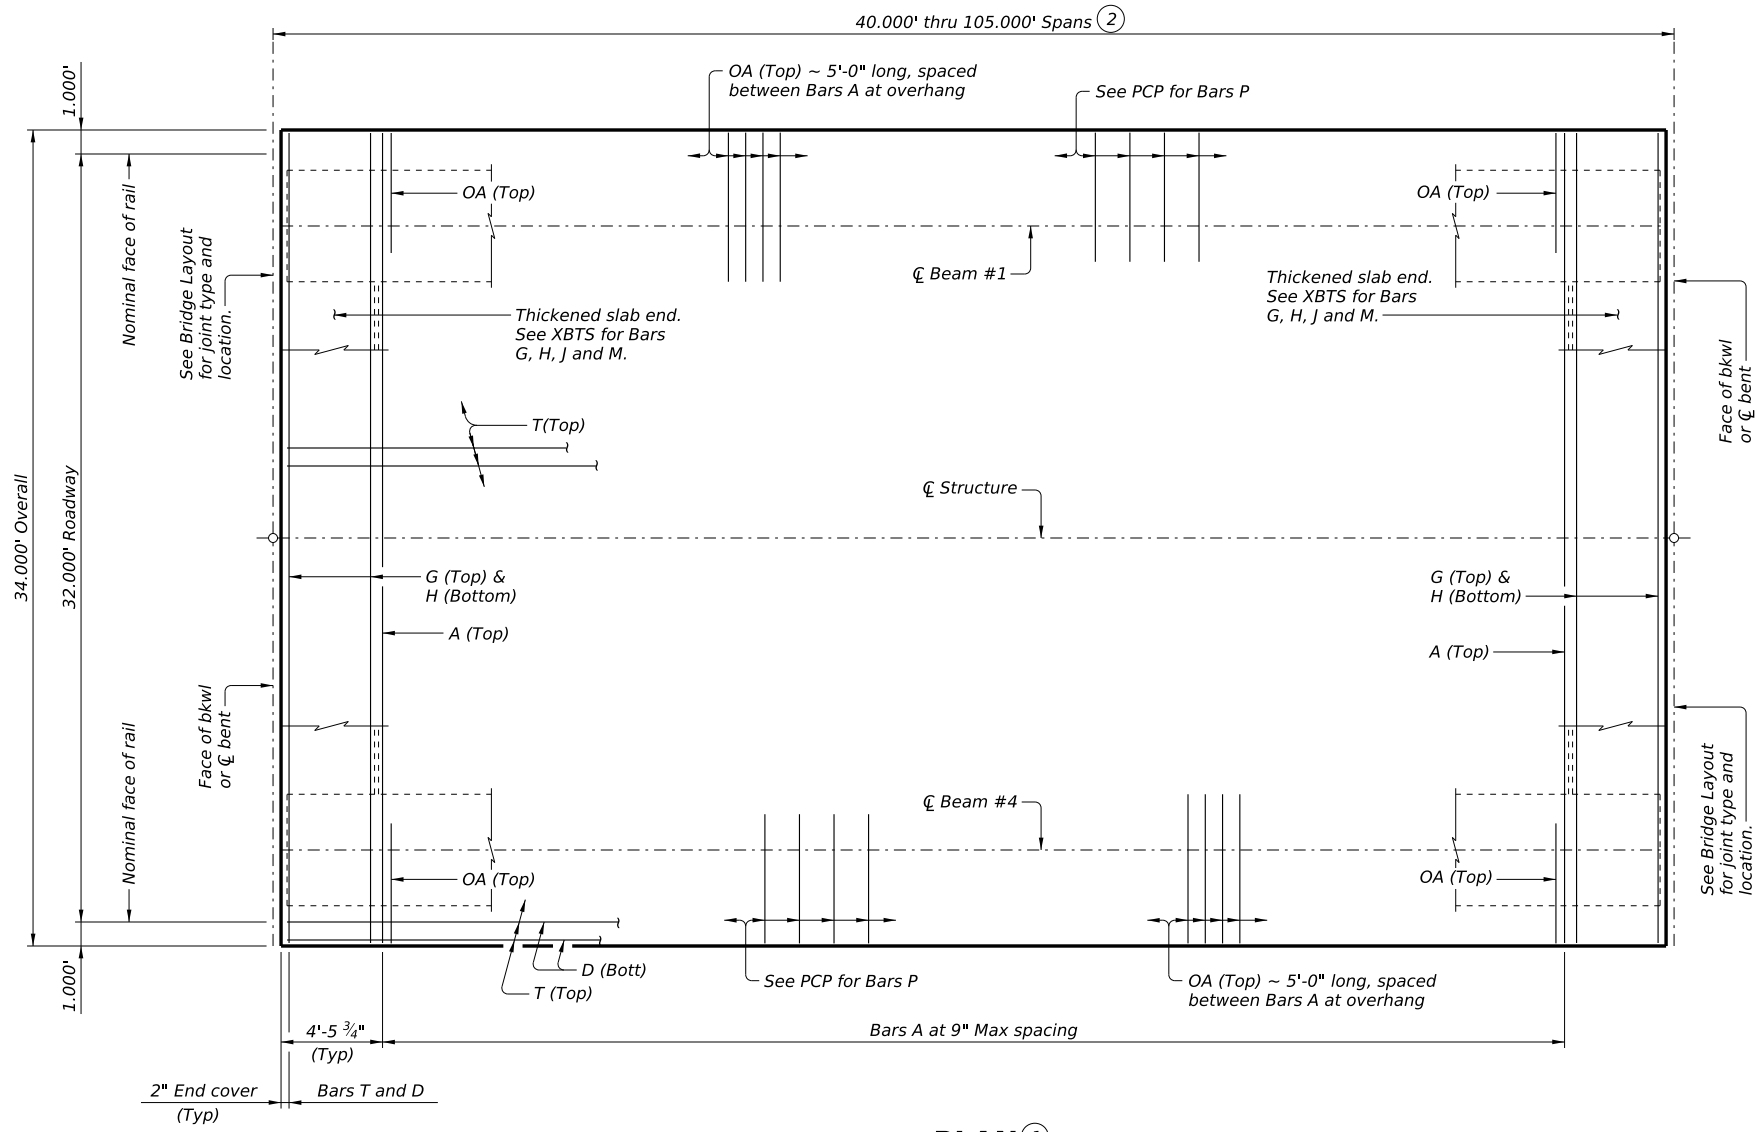 40.000' thru 105.000' Spans 2
1.000'
OA (Top) ~ 5'-0" long, spaced
between Bars A at overhang
See PCP for Bars P
Nominal face of rail
OA (Top)
OA (Top)
See Bridge Layout
for joint type and
location.
℄ Beam #1
Thickened slab end.
See XBTS for Bars
G, H, J and M.
Thickened slab end.
See XBTS for Bars
G, H, J and M.
Face of bkwl
or ℄ bent
T(Top)
34.000' Overall
32.000' Roadway
℄ Structure
G (Top) &
H (Bottom)
G (Top) &
H (Bottom)
A (Top)
A (Top)
Face of bkwl
or ℄ bent
Nominal face of rail
℄ Beam #4
See Bridge Layout
for joint type and
location.
OA (Top)
OA (Top)
D (Bott)
T (Top)
See PCP for Bars P
OA (Top) ~ 5'-0" long, spaced
between Bars A at overhang
1.000'
4'-5 ¾"
(Typ)
Bars A at 9" Max spacing
2" End cover
(Typ)
Bars T and D